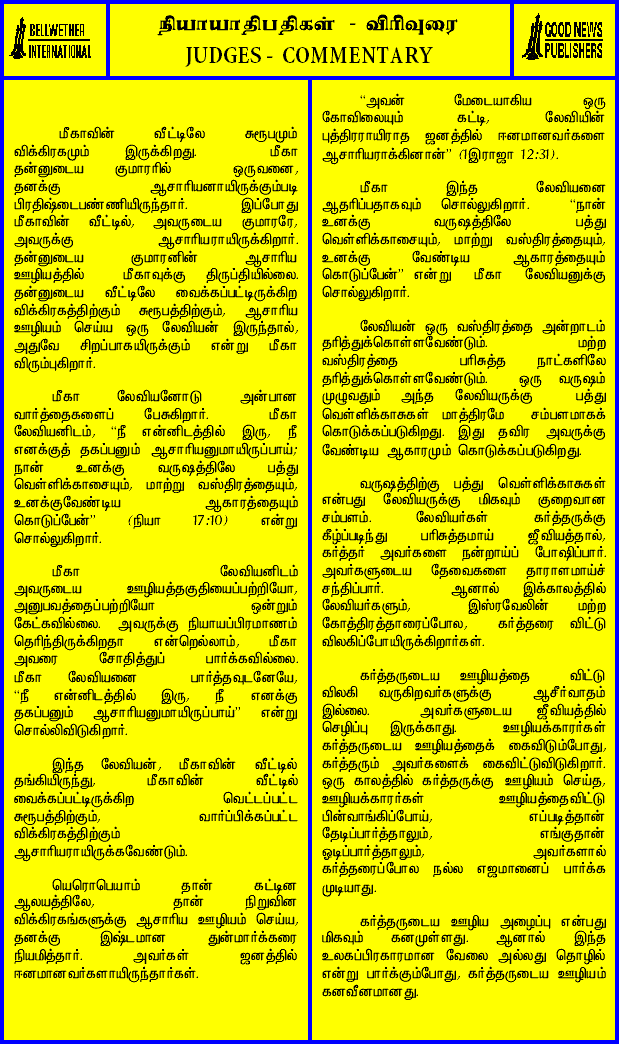 BELLWETHER
INTERNATIONAL
நியாயாதிபதிகள் - விரிவுரை
JUDGES - COMMENTARY
GOOD NEWS
PUBLISHERS
மீகாவின் வீட்டிலே சுரூபமும்
விக்கிரகமும் இருக்கிறது. மீகா
தன்னுடைய குமாரரில் ஒருவனை,
தனக்கு ஆசாரியனாயிருக்கும்படி
பிரதிஷ்டைபண்ணியிருந்தார். இப்போது
மீகாவின் வீட்டில், அவருடைய குமாரரே,
அவருக்கு ஆசாரியராயிருக்கிறார்.
தன்னுடைய குமாரனின் ஆசாரிய
ஊழியத்தில் மீகாவுக்கு திருப்தியில்லை.
தன்னுடைய வீட்டிலே வைக்கப்பட்டிருக்கிற
விக்கிரகத்திற்கும் சுரூபத்திற்கும், ஆசாரிய
ஊழியம் செய்ய ஒரு லேவியன் இருந்தால்,
அதுவே சிறப்பாகயிருக்கும் என்று மீகா
விரும்புகிறார்.
மீகா லேவியனோடு அன்பான
வார்த்தைகளைப் பேசுகிறார். மீகா
லேவியனிடம், “நீ என்னிடத்தில் இரு, நீ
எனக்குத் தகப்பனும் ஆசாரியனுமாயிருப்பாய்;
நான் உனக்கு வருஷத்திலே பத்து
வெள்ளிக்காசையும், மாற்று வஸ்திரத்தையும்,
உனக்குவேண்டிய ஆகாரத்தையும்
கொடுப்பேன்” (நியா 17:10) என்று
சொல்லுகிறார்.
மீகா லேவியனிடம்
அவருடைய ஊழியத்தகுதியைப்பற்றியோ,
அனுபவத்தைப்பற்றியோ ஒன்றும்
கேட்கவில்லை. அவருக்கு நியாயப்பிரமாணம்
தெரிந்திருக்கிறதா என்றெல்லாம், மீகா
அவரை சோதித்துப் பார்க்கவில்லை.
மீகா லேவியனை பார்த்தவுடனேயே,
“நீ என்னிடத்தில் இரு, நீ எனக்கு
தகப்பனும் ஆசாரியனுமாயிருப்பாய்” என்று
சொல்லிவிடுகிறார்.
இந்த லேவியன், மீகாவின் வீட்டில்
தங்கியிருந்து, மீகாவின் வீட்டில்
வைக்கப்பட்டிருக்கிற வெட்டப்பட்ட
சுரூபத்திற்கும், வார்ப்பிக்கப்பட்ட
விக்கிரகத்திற்கும்
ஆசாரியராயிருக்கவேண்டும்.
யெரொபெயாம் தான் கட்டின
ஆலயத்திலே, தான் நிறுவின
விக்கிரகங்களுக்கு ஆசாரிய ஊழியம் செய்ய,
தனக்கு இஷ்டமான துன்மார்க்கரை
நியமித்தார். அவர்கள் ஜனத்தில்
ஈனமானவர்களாயிருந்தார்கள்.
“அவன் மேடையாகிய ஒரு
கோவிலையும் கட்டி, லேவியின்
புத்திரராயிராத ஜனத்தில் ஈனமானவர்களை
ஆசாரியராக்கினான்” (1இராஜா 12:31).
மீகா இந்த லேவியனை
ஆதரிப்பதாகவும் சொல்லுகிறார். “நான்
உனக்கு வருஷத்திலே பத்து
வெள்ளிக்காசையும், மாற்று வஸ்திரத்தையும்,
உனக்கு வேண்டிய ஆகாரத்தையும்
கொடுப்பேன்” என்று மீகா லேவியனுக்கு
சொல்லுகிறார்.
லேவியன் ஒரு வஸ்திரத்தை அன்றாடம்
தரித்துக்கொள்ளவேண்டும். மற்ற
வஸ்திரத்தை பரிசுத்த நாட்களிலே
தரித்துக்கொள்ளவேண்டும். ஒரு வருஷம்
முழுவதும் அந்த லேவியருக்கு பத்து
வெள்ளிக்காசுகள் மாத்திரமே சம்பளமாகக்
கொடுக்கப்படுகிறது. இது தவிர அவருக்கு
வேண்டிய ஆகாரமும் கொடுக்கப்படுகிறது.
வருஷத்திற்கு பத்து வெள்ளிக்காசுகள்
என்பது லேவியருக்கு மிகவும் குறைவான
சம்பளம். லேவியர்கள் கர்த்தருக்கு
கீழ்ப்படிந்து பரிசுத்தமாய் ஜீவியத்தால்,
கர்த்தர் அவர்களை நன்றாய்ப் போஷிப்பார்.
அவர்களுடைய தேவைகளை தாராளமாய்ச்
சந்திப்பார். ஆனால் இக்காலத்தில்
லேவியர்களும், இஸ்ரவேலின் மற்ற
கோத்திரத்தாரைப்போல, கர்த்தரை விட்டு
விலகிப்போயிருக்கிறார்கள்.
கர்த்தருடைய ஊழியத்தை விட்டு
விலகி வருகிறவர்களுக்கு ஆசீர்வாதம்
இல்லை. அவர்களுடைய ஜீவியத்தில்
செழிப்பு இருக்காது. ஊழியக்காரர்கள்
கர்த்தருடைய ஊழியத்தைக் கைவிடும்போது,
கர்த்தரும் அவர்களைக் கைவிட்டுவிடுகிறார்.
ஒரு காலத்தில் கர்த்தருக்கு ஊழியம் செய்த,
ஊழியக்காரர்கள் ஊழியத்தைவிட்டு
பின்வாங்கிப்போய், எப்படித்தான்
தேடிப்பார்த்தாலும், எங்குதான்
ஓடிப்பார்த்தாலும், அவர்களால்
கர்த்தரைப்போல நல்ல எஜமானைப் பார்க்க
முடியாது.
கர்த்தருடைய ஊழிய அழைப்பு என்பது
மிகவும் கனமுள்ளது. ஆனால் இந்த
உலகப்பிரகாரமான வேலை அல்லது தொழில்
என்று பார்க்கும்போது, கர்த்தருடைய ஊழியம்
கனவீனமானது.